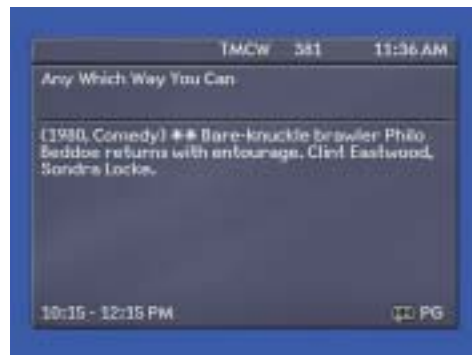 TMCW 381 11:36 AM
Any Which Way You Can
(1980, Comedy) ** Bare-knuckle brawler Philo
Beddoe returns with entourage. Clint Eastwood,
Sondra Locke.
10:15 - 12:15 PM PG